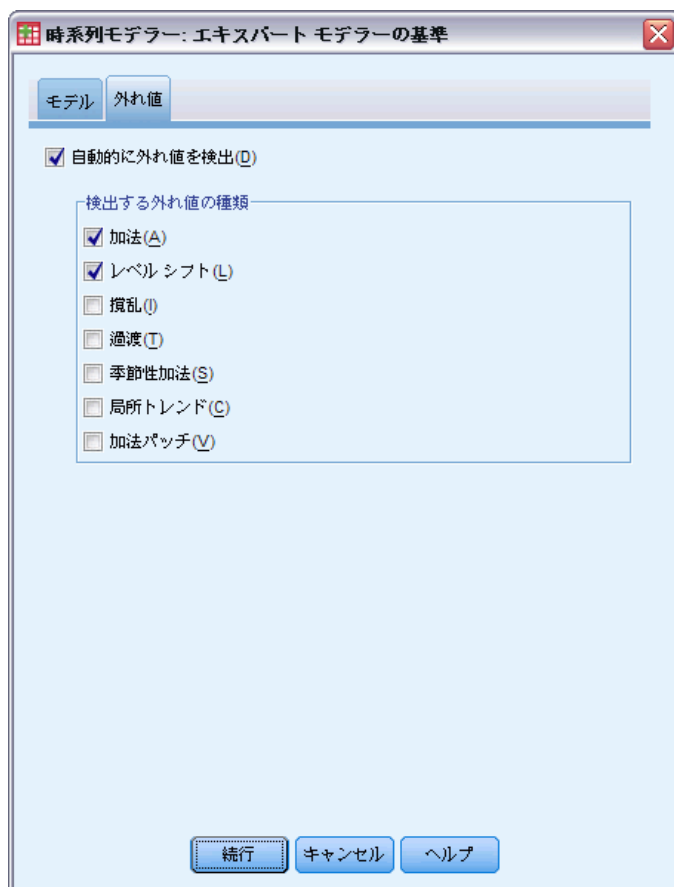 時系列モデラー: エキスパート モデラーの基準
モデル 外れ値
自動的に外れ値を検出(D)
検出する外れ値の種類
加法(A)
レベル シフト(L)
撹乱(I)
過渡(T)
季節性加法(S)
局所トレンド(C)
加法パッチ(V)
続行 キャンセル ヘルプ